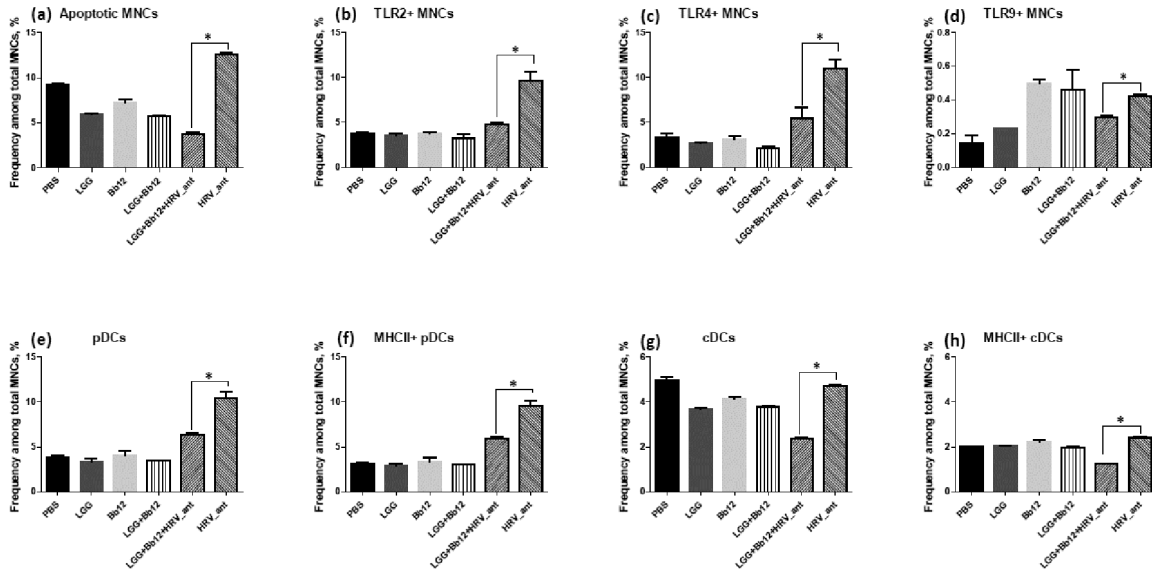 (a) Apoptotic MNCs
Frequency among total MNCs, %
15
10
5
0
*
PBS
LGG
Bb12
LGG+Bb12
LGG+Bb12+HRV_ant
HRV_ant
(b) TLR2+ MNCs
Frequency among total MNCs, %
15
10
5
0
*
PBS
LGG
Bb12
LGG+Bb12
LGG+Bb12+HRV_ant
HRV_ant
(c) TLR4+ MNCs
Frequency among total MNCs, %
15
10
5
0
*
PBS
LGG
Bb12
LGG+Bb12
LGG+Bb12+HRV_ant
HRV_ant
(d) TLR9+ MNCs
Frequency among total MNCs, %
0.8
0.6
0.4
0.2
0.0
*
PBS
LGG
Bb12
LGG+Bb12
LGG+Bb12+HRV_ant
HRV_ant
(e) pDCs
Frequency among total MNCs, %
15
10
5
0
*
PBS
LGG
Bb12
LGG+Bb12
LGG+Bb12+HRV_ant
HRV_ant
(f) MHCII+ pDCs
Frequency among total MNCs, %
15
10
5
0
*
PBS
LGG
Bb12
LGG+Bb12
LGG+Bb12+HRV_ant
HRV_ant
(g) cDCs
Frequency among total MNCs, %
6
4
2
0
*
PBS
LGG
Bb12
LGG+Bb12
LGG+Bb12+HRV_ant
HRV_ant
(h) MHCII+ cDCs
Frequency among total MNCs, %
6
4
2
0
*
PBS
LGG
Bb12
LGG+Bb12
LGG+Bb12+HRV_ant
HRV_ant